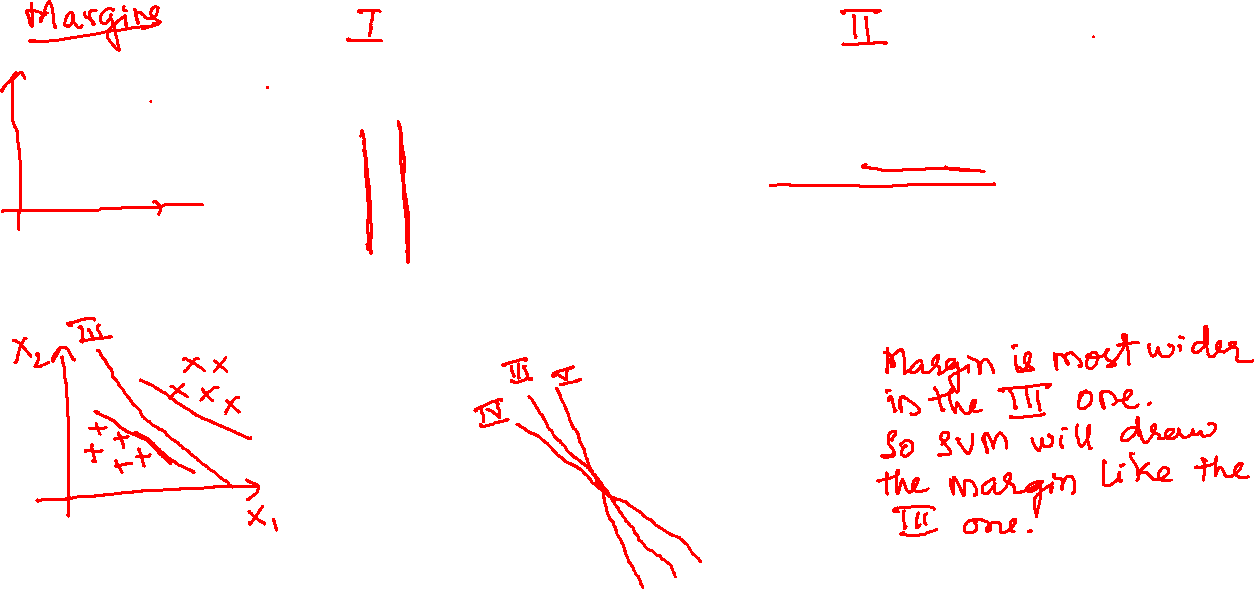 Margins
I
II
X2
III
X1
III
V
IV
Margin is most wider
in the III one.
So SVM will draw
the margin like the
III one.